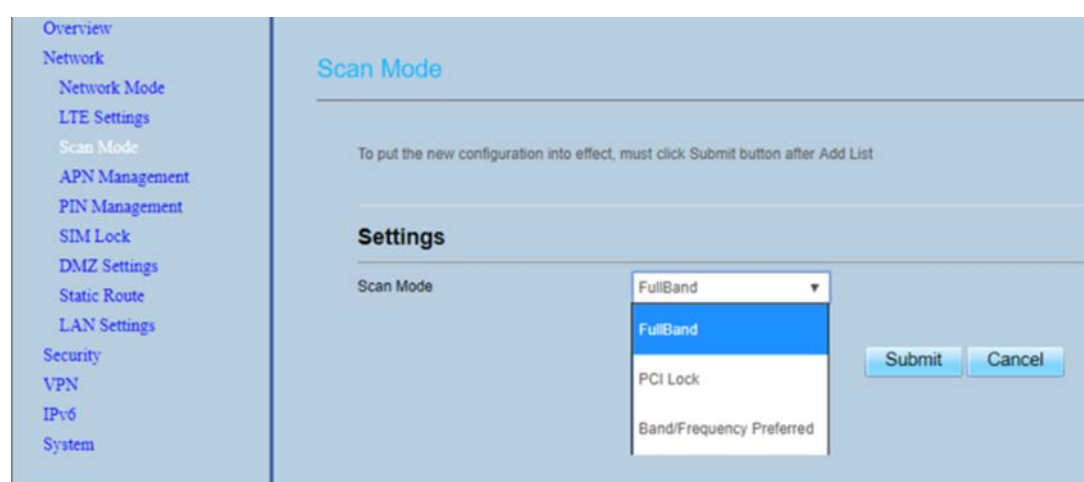 Overview
Network
Network Mode
LTE Settings
Scan Mode
APN Management
PIN Management
SIM Lock
DMZ Settings
Static Route
LAN Settings
Security
VPN
IPv6
System
Scan Mode
To put the new configuration into effect, must click Submit button after Add List
Settings
Scan Mode
FullBand
FullBand
PCI Lock
Band/Frequency Preferred
Submit Cancel